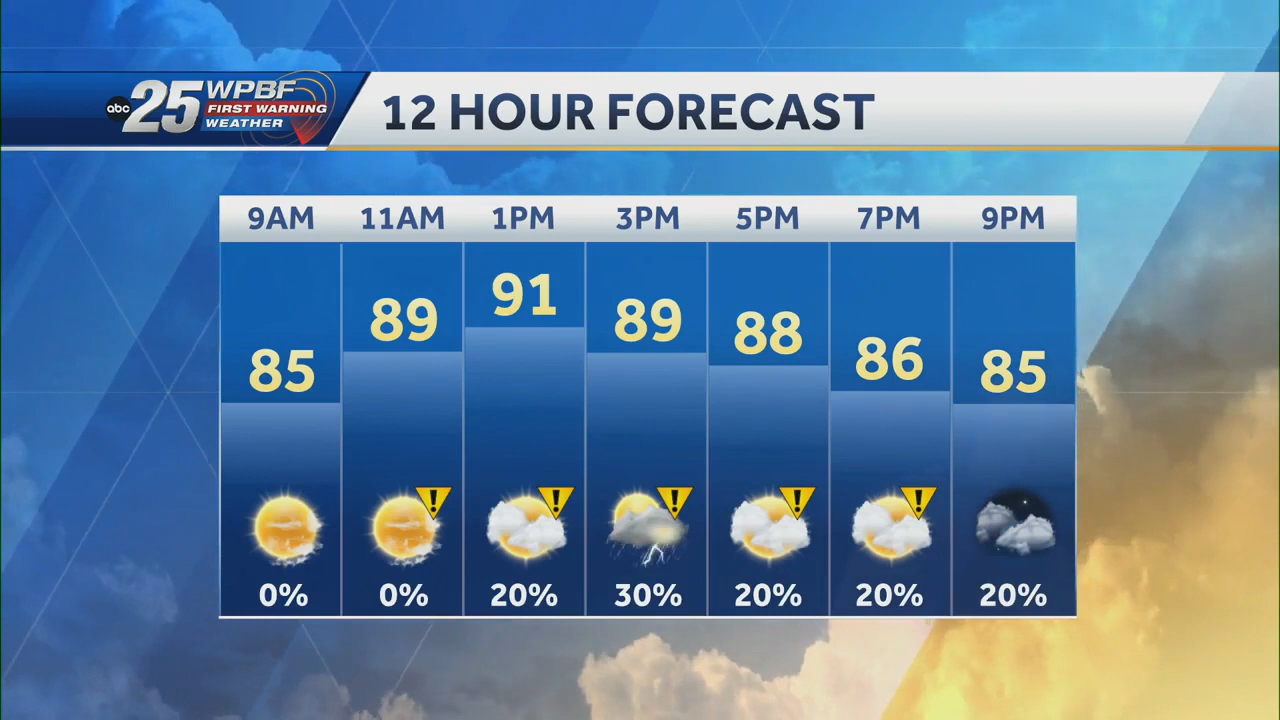 abc 25 WPBF
FIRST WARNING
WEATHER
12 HOUR FORECAST
9AM 11AM 1PM 3PM 5PM 7PM 9PM
85 89 91 89 88 86 85
! ! ! ! !
0% 0% 20% 30% 20% 20% 20%